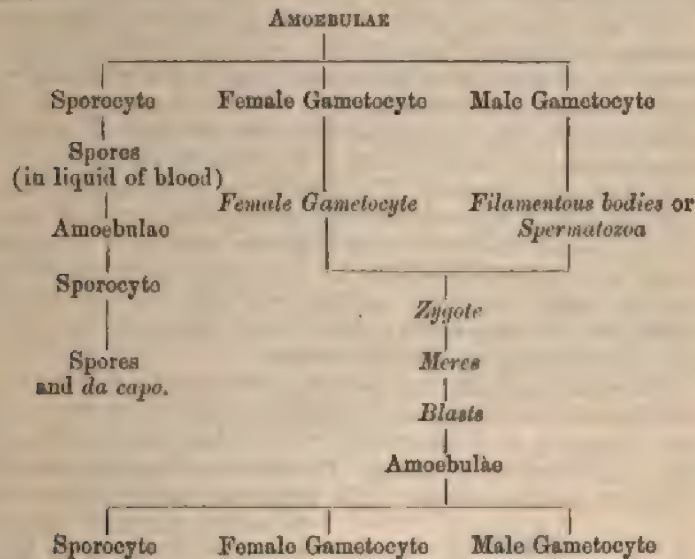 AMOEBULAE
Sporocyte Female Gametocyte Male Gametocyte
Spores
(in liquid of blood)
Female Gametocyte Filamentous bodies or
Spermatozoa
Amoebulae
Sporocyte
Zygote
Spores
and da capo.
Meres
Blasts
Amoebulae
Sporocyte Female Gametocyte Male Gametocyte